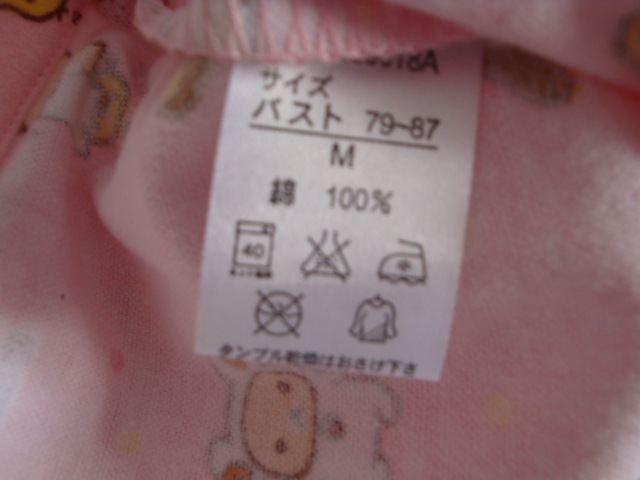 サイズ
バスト 79~87
M
綿 100%
40
タンブル乾燥はおさけ下さ